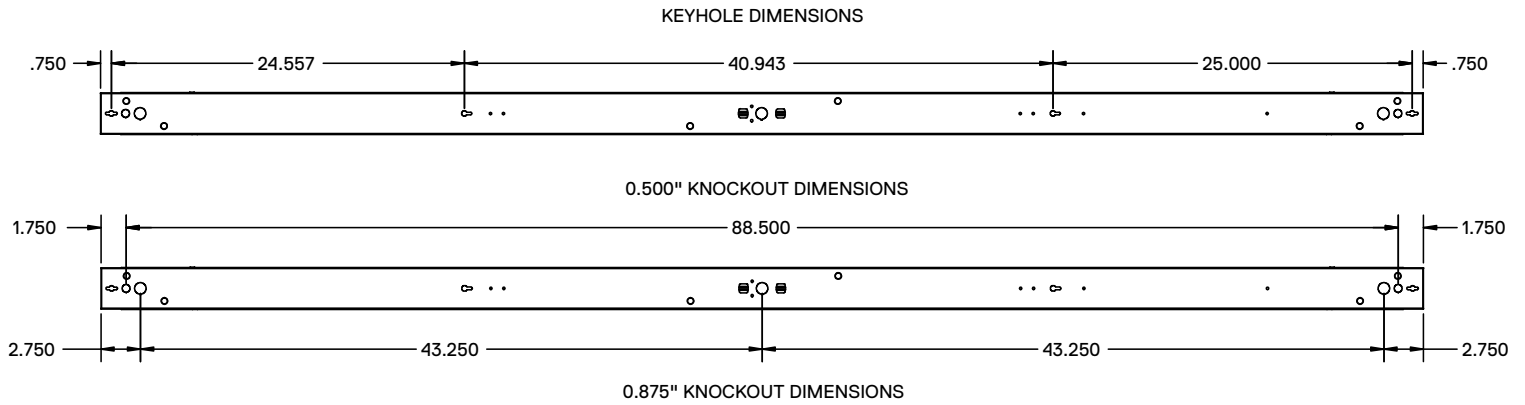 KEYHOLE DIMENSIONS
.750 24.557 40.943 25.000 .750
0.500" KNOCKOUT DIMENSIONS
1.750 88.500 1.750
2.750 43.250 43.250 2.750
0.875" KNOCKOUT DIMENSIONS